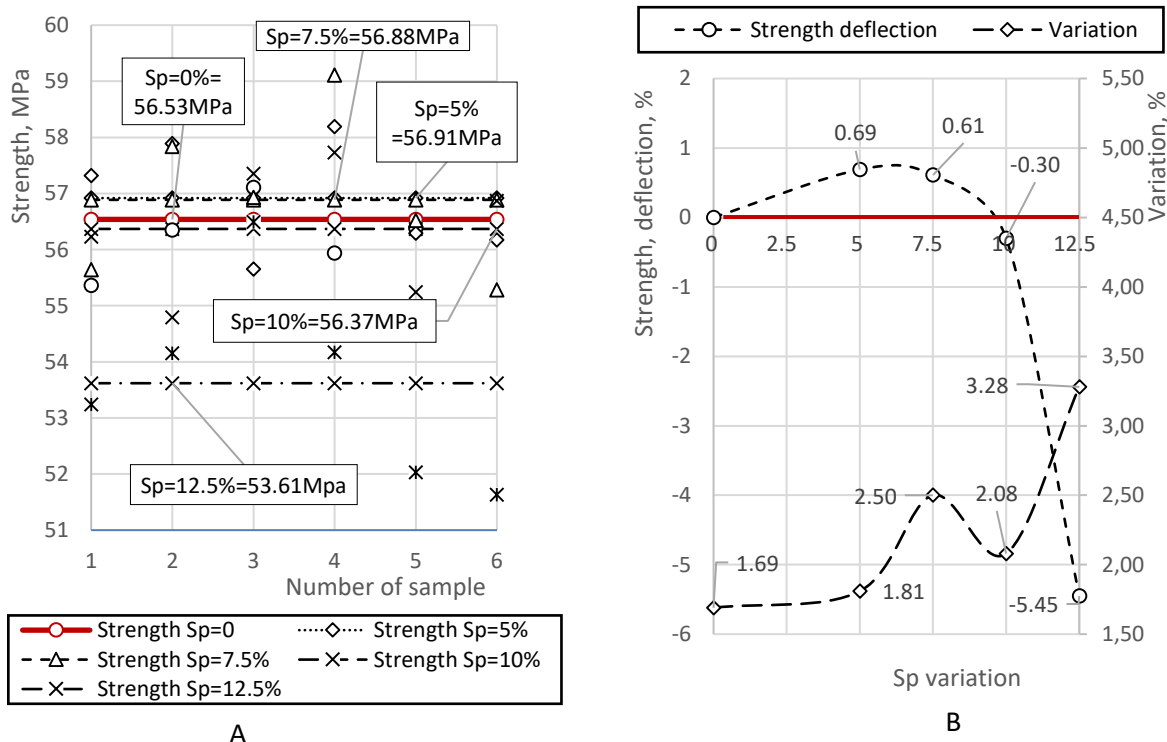 Strength, MPa
60
59
58
57
56
55
54
53
52
51
1 2 3 4 5 6
Number of sample
Sp=7.5%=56.88MPa
Sp=0%=
56.53MPa
Sp=5%
=56.91MPa
Sp=10%=56.37MPa
Sp=12.5%=53.61Mpa
Strength Sp=0
Strength Sp=5%
Strength Sp=7.5%
Strength Sp=10%
Strength Sp=12.5%
A
Strength deflection
Variation
Strength, deflection, %
2
1
0
-1
-2
-3
-4
-5
-6
0 2.5 5 7.5 10 12.5
0.69
0.61
-0.30
3.28
2.50
2.08
1.69
1.81
-5.45
5,50
5,00
4,50
4,00
3,50
3,00
2,50
2,00
1,50
Variation, %
Sp variation
B